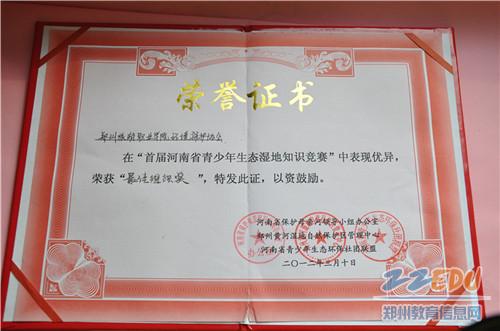 荣誉证书
郑州旅游职业学院环境保护协会
在“首届河南省青少年生态湿地知识竞赛”中表现优异，
荣获“最佳组织奖”，特发此证，以资鼓励。
河南省保护母亲河领导小组办公室
郑州黄河湿地自然保护区管理中心
河南省青少年生态环保社团联盟
二〇一二年三月十日
ZZEDU
郑州教育信息网